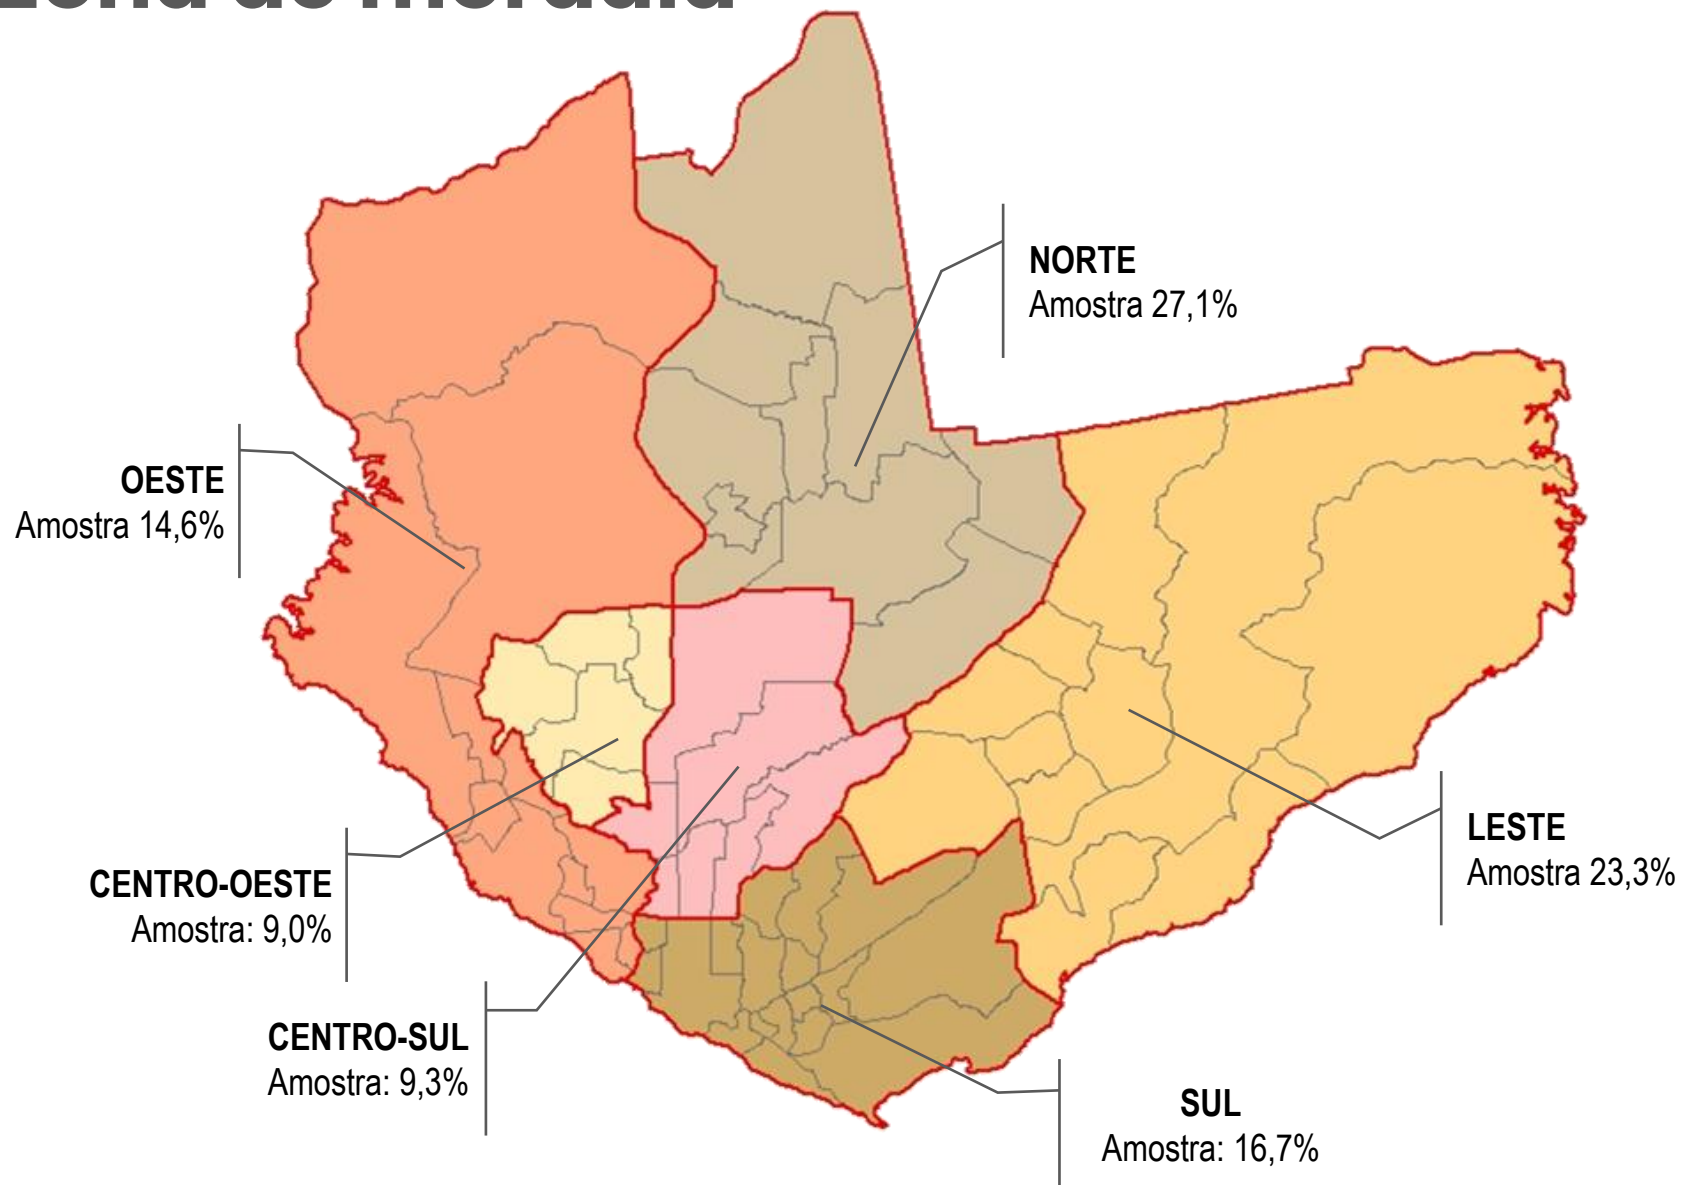 NORTE
Amostra 27,1%
OESTE
Amostra 14,6%
LESTE
Amostra 23,3%
CENTRO-OESTE
Amostra: 9,0%
CENTRO-SUL
Amostra: 9,3%
SUL
Amostra: 16,7%